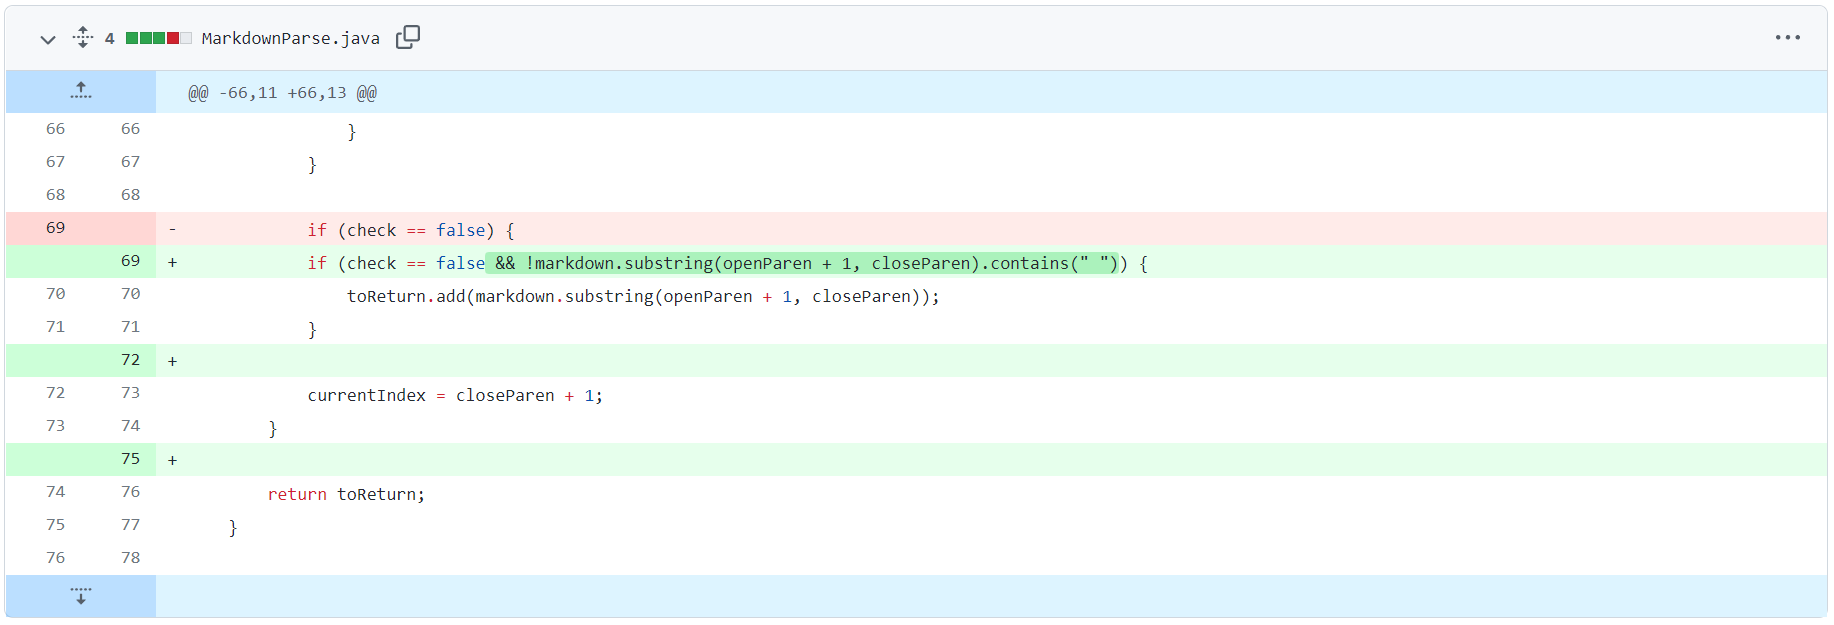 4 MarkdownParse.java
@@ -66,11 +66,13 @@
66 66 }
67 67 }
68 68
69 - if (check == false) {
69 + if (check == false && !markdown.substring(openParen + 1, closeParen).contains(" ")) {
70 70 toReturn.add(markdown.substring(openParen + 1, closeParen));
71 71 }
72 +
72 73 currentIndex = closeParen + 1;
73 74 }
75 +
74 76 return toReturn;
75 77 }
76 78